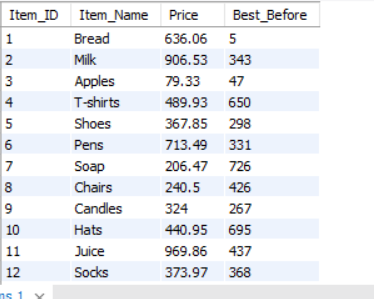 Item_ID Item_Name Price Best_Before
1 Bread 636.06 5
2 Milk 906.53 343
3 Apples 79.33 47
4 T-shirts 489.93 650
5 Shoes 367.85 298
6 Pens 713.49 331
7 Soap 206.47 726
8 Chairs 240.5 426
9 Candles 324 267
10 Hats 440.95 695
11 Juice 969.86 437
12 Socks 373.97 368
ms 1 ×